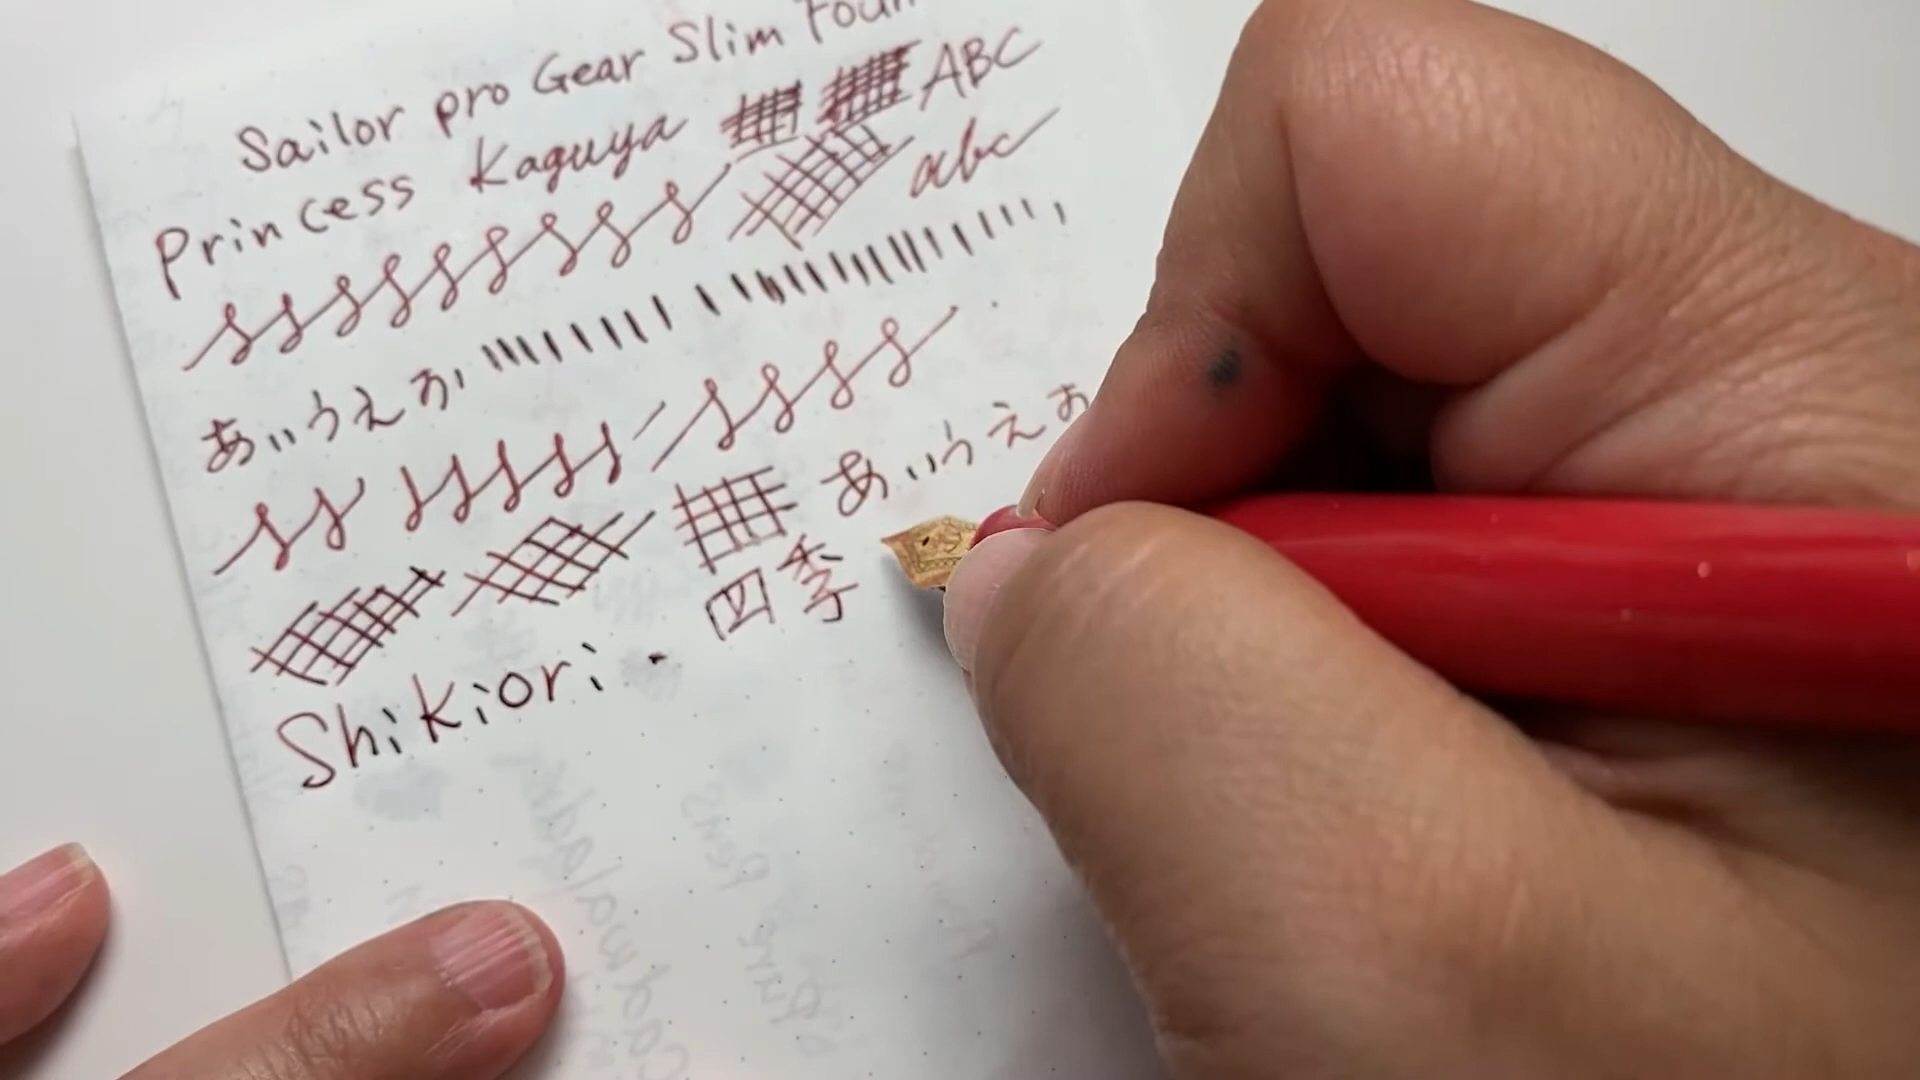 Sailor pro Gear Slim Foun
Princess Kaguya ABC
abc
あいうえお
あいうえお
Shikiori · 四季